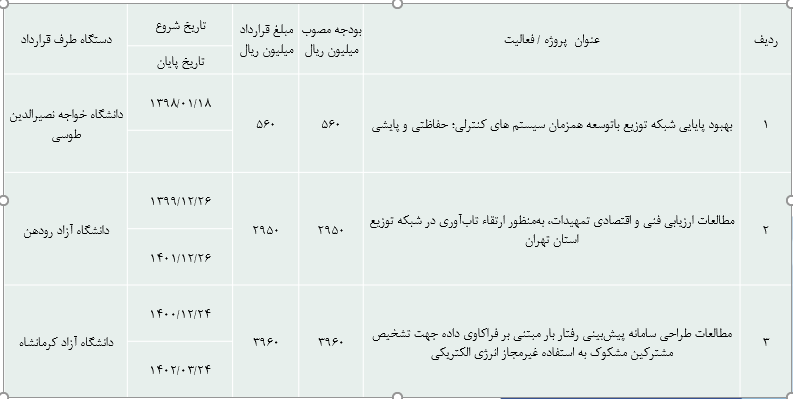 ردیف
عنوان پروژه / فعالیت
بودجه مصوب
میلیون ریال
مبلغ قرارداد
میلیون ریال
تاریخ شروع
تاریخ پایان
دستگاه طرف قرارداد
۱
بهبود پایایی شبکه توزیع باتوسعه همزمان سیستم های کنترلی؛ حفاظتی و پایشی
۵۶۰
۵۶۰
۱۳۹۸/۰۱/۱۸
دانشگاه خواجه نصیرالدین
طوسی
۲
مطالعات ارزیابی فنی و اقتصادی تمهیدات، به‌منظور ارتقاء تاب‌آوری در شبکه توزیع
استان تهران
۲۹۵۰
۲۹۵۰
۱۳۹۹/۱۲/۲۶
۱۴۰۱/۱۲/۲۶
دانشگاه آزاد رودهن
۳
مطالعات طراحی سامانه پیش‌بینی رفتار بار مبتنی بر فراکاوی داده جهت تشخیص
مشترکین مشکوک به استفاده غیرمجاز انرژی الکتریکی
۳۹۶۰
۳۹۶۰
۱۴۰۰/۱۲/۲۴
۱۴۰۲/۰۳/۲۴
دانشگاه آزاد کرمانشاه